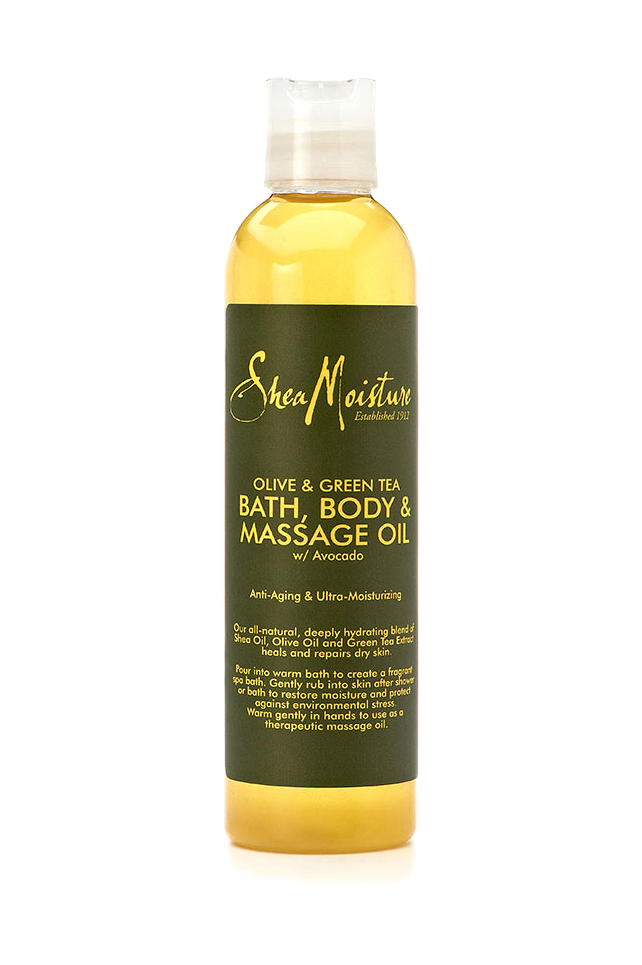 Shea Moisture
Established 1912
OLIVE & GREEN TEA
BATH, BODY &
MASSAGE OIL
w/ Avocado
Anti-Aging & Ultra-Moisturizing
Our all-natural, deeply hydrating blend of
Shea Oil, Olive Oil and Green Tea Extract
heals and repairs dry skin.
Pour into warm bath to create a fragrant
spa bath. Gently rub into skin after shower
or bath to restore moisture and protect
against environmental stress.
Warm gently in hands to use as a
therapeutic massage oil.